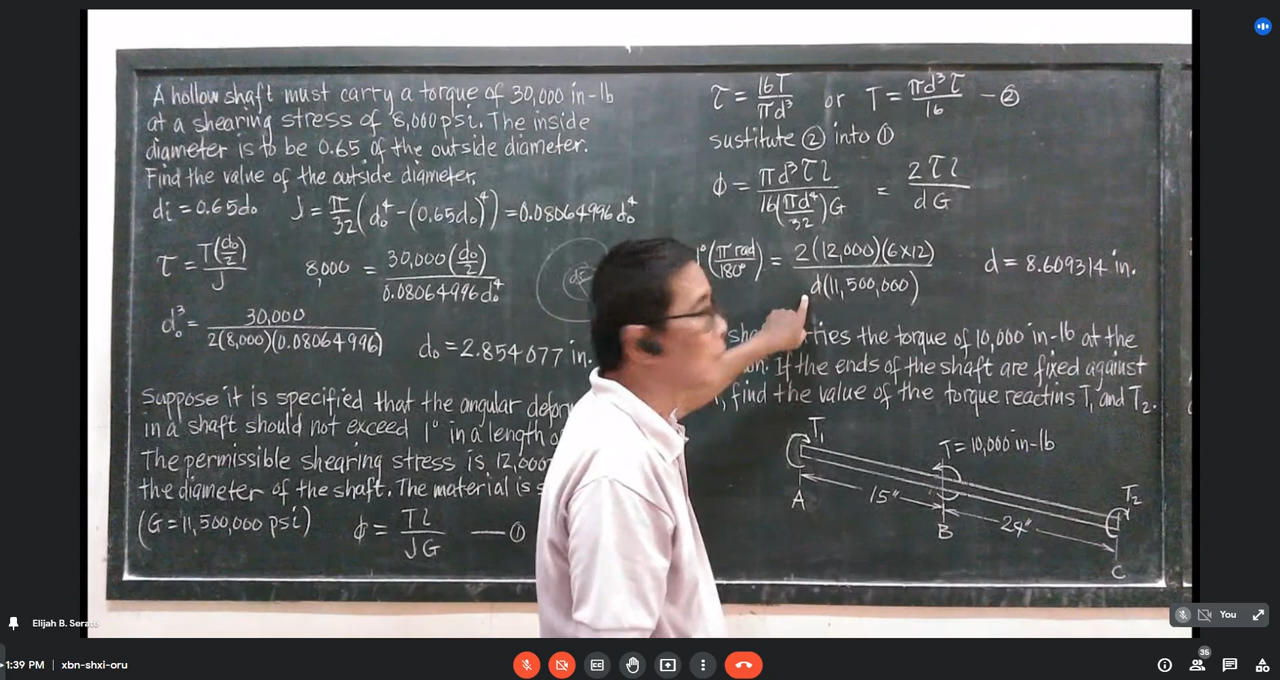 A hollow shaft must carry a torque of 30,000 in-lb
at a shearing stress of 8,000 psi. The inside
diameter is to be 0.65 of the outside diameter.
Find the value of the outside diameter.
di = 0.65do J = π/32 (do⁴ - (0.65do)⁴) = 0.08064996 do⁴
τ = T(do/2)/J 8,000 = 30,000(do/2)/0.08064996do⁴
do³ = 30,000/2(8,000)(0.08064996) do = 2.854077 in.
Suppose it is specified that the angular
in a shaft should not exceed 1° in a length
The permissible shearing stress is 12,000
the diameter of the shaft. The material is
(G = 11,500,000 psi) φ = Tl/JG — ①
τ = 16T/πd³ or T = πd³τ/16 — ②
sustitute ② into ①
φ = πd³τl/16(πd⁴/32)G = 2τl/dG
1°(π rad/180°) = 2(12,000)(6x12)/d(11,500,000) d = 8.609314 in.
the torque of 10,000 in-lb at the
If the ends of the shaft are fixed against
find the value of the torque reactins T₁ and T₂.
T₁
T = 10,000 in-lb
15"
A
B
24"
T₂
C
Elijah B. Serato
You
1:39 PM | xbn-shxi-oru
CC
35